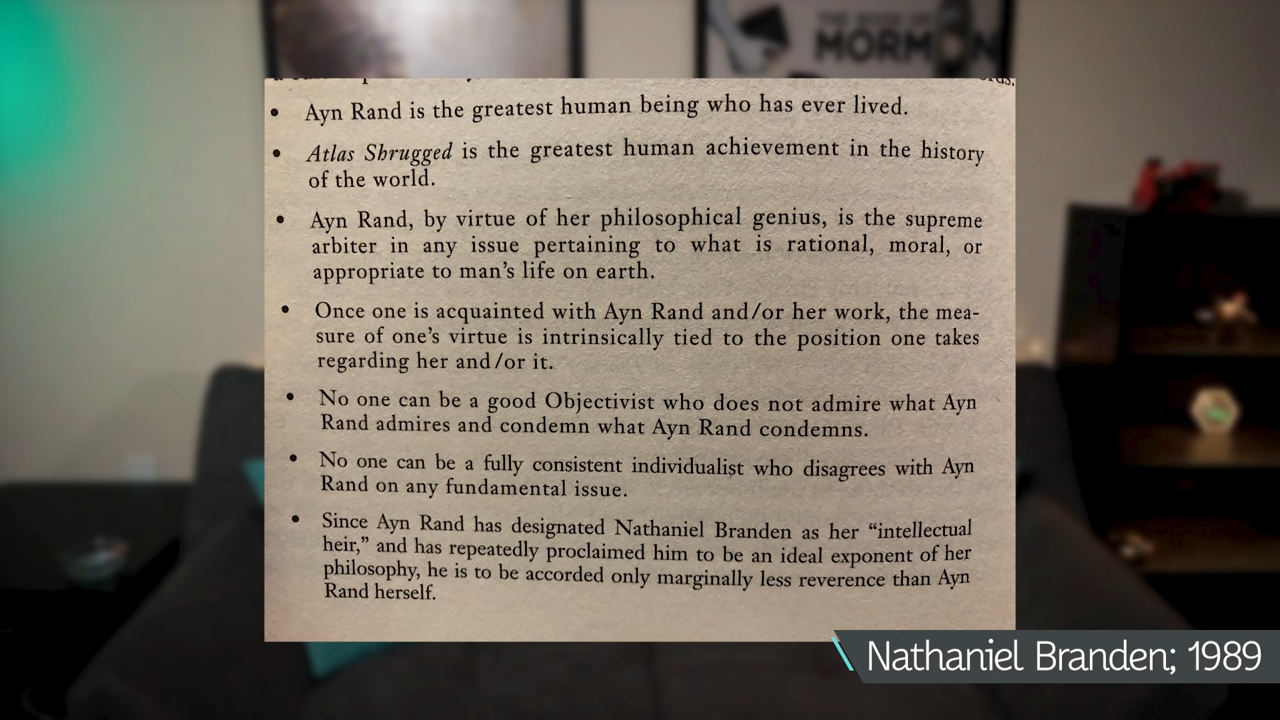 MORMON
• Ayn Rand is the greatest human being who has ever lived.
• Atlas Shrugged is the greatest human achievement in the history
of the world.
• Ayn Rand, by virtue of her philosophical genius, is the supreme
arbiter in any issue pertaining to what is rational, moral, or
appropriate to man's life on earth.
• Once one is acquainted with Ayn Rand and/or her work, the mea-
sure of one's virtue is intrinsically tied to the position one takes
regarding her and/or it.
• No one can be a good Objectivist who does not admire what Ayn
Rand admires and condemn what Ayn Rand condemns.
• No one can be a fully consistent individualist who disagrees with Ayn
Rand on any fundamental issue.
• Since Ayn Rand has designated Nathaniel Branden as her “intellectual
heir,” and has repeatedly proclaimed him to be an ideal exponent of her
philosophy, he is to be accorded only marginally less reverence than Ayn
Rand herself.
Nathaniel Branden; 1989